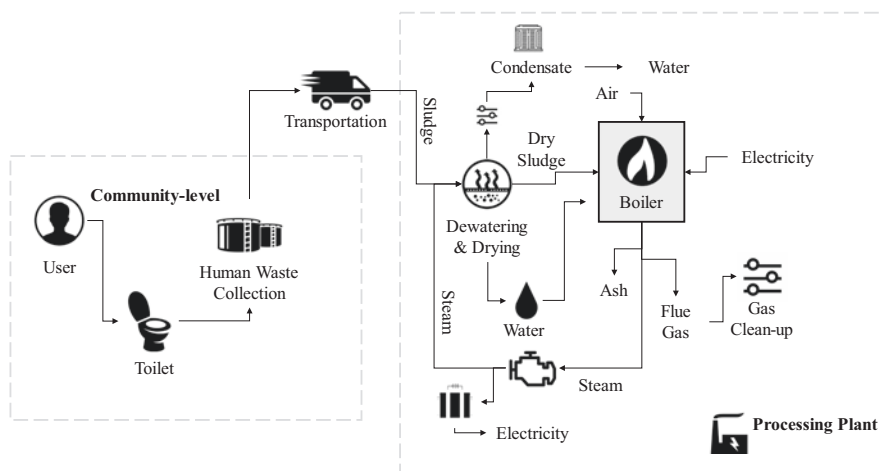 Condensate
Water
Air
Transportation
Sludge
Dry
Sludge
Electricity
Community-level
Boiler
Dewatering
& Drying
User
Human Waste
Collection
Ash
Steam
Water
Flue
Gas
Gas
Clean-up
Toilet
Steam
Electricity
Processing Plant